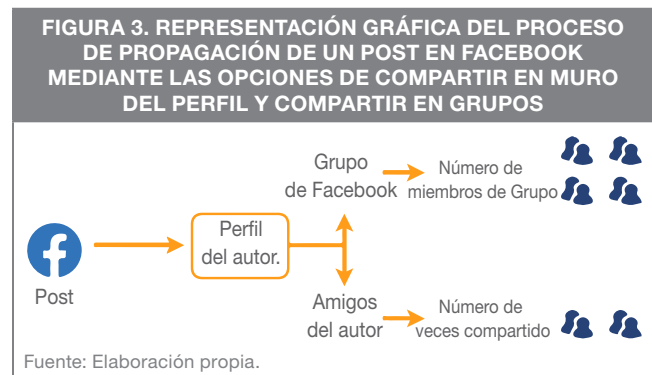 FIGURA 3. REPRESENTACIÓN GRÁFICA DEL PROCESO
DE PROPAGACIÓN DE UN POST EN FACEBOOK
MEDIANTE LAS OPCIONES DE COMPARTIR EN MURO
DEL PERFIL Y COMPARTIR EN GRUPOS
Grupo
de Facebook
Número de
miembros de Grupo
Perfil
del autor.
Post
Amigos
del autor
Número de
veces compartido
Fuente: Elaboración propia.